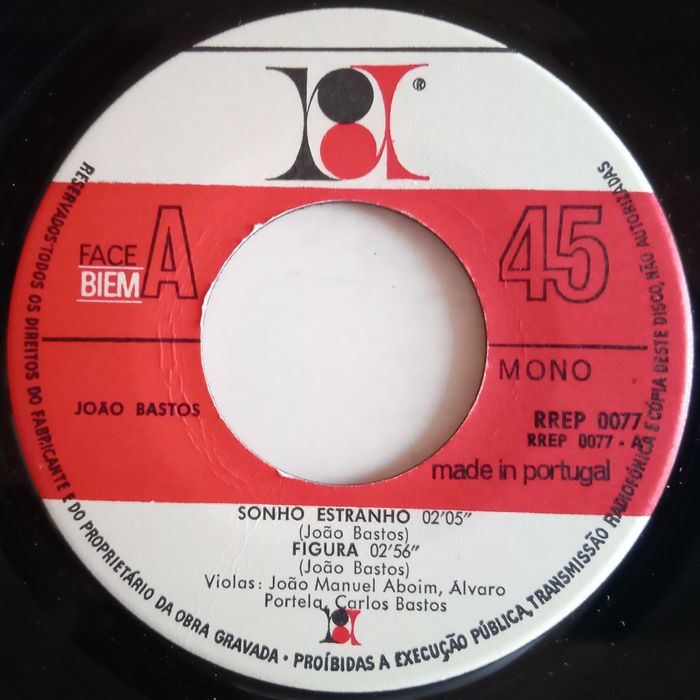 ®
FACE A
BIEM
45
MONO
JOÃO BASTOS
RREP 0077
RREP 0077 - A
made in portugal
SONHO ESTRANHO 02'05"
(João Bastos)
FIGURA 02'56"
(João Bastos)
Violas: João Manuel Aboim, Álvaro
Portela, Carlos Bastos
RESERVADOS TODOS OS DIREITOS DO FABRICANTE E DO PROPRIETÁRIO DA OBRA GRAVADA • PROÍBIDAS A EXECUÇÃO PÚBLICA, TRANSMISSÃO RADIOFÓNICA E CÓPIA DESTE DISCO, NÃO AUTORIZADAS